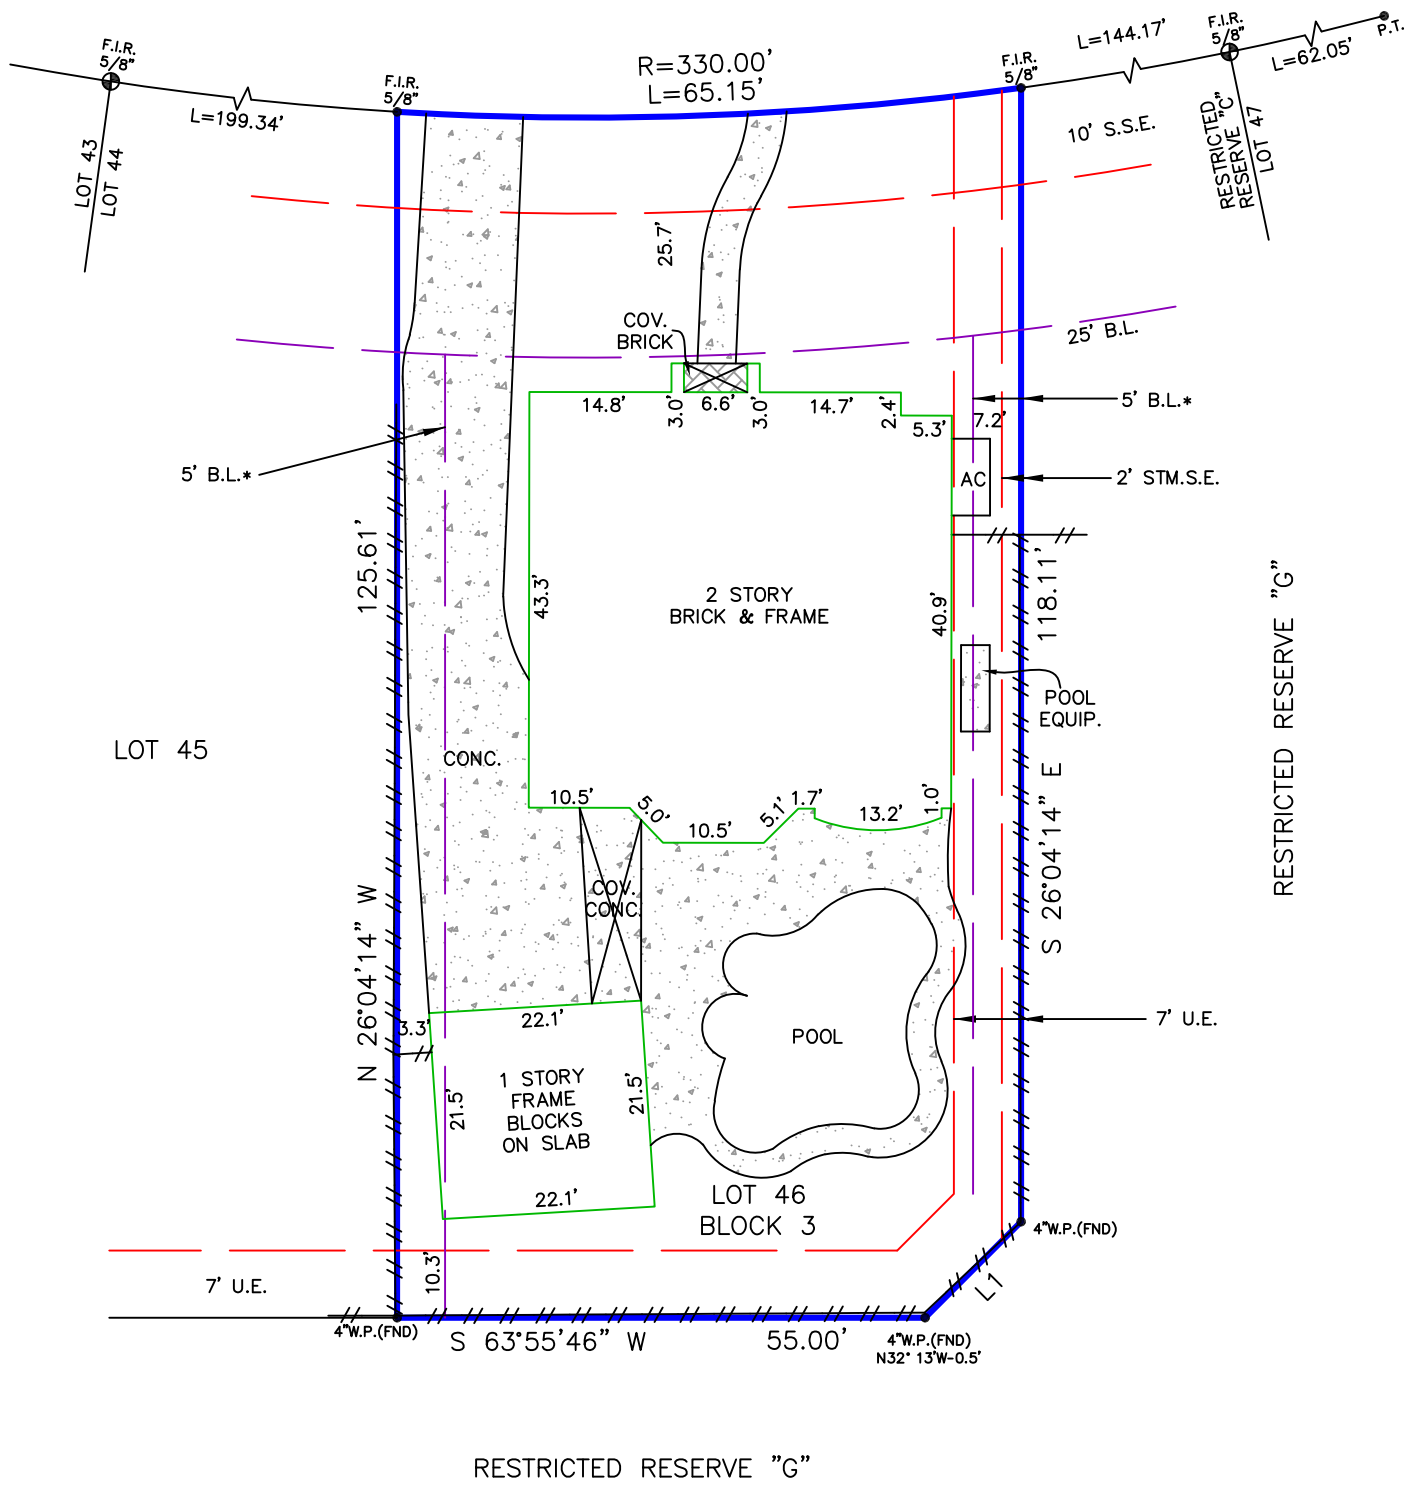 F.I.R.
5/8"
LOT 43
LOT 44
L=199.34'
F.I.R.
5/8"
R=330.00'
L=65.15'
F.I.R.
5/8"
L=144.17'
F.I.R.
5/8"
L=62.05'
P.T.
RESTRICTED
RESERVE "C"
LOT 47
10' S.S.E.
25.7'
COV.
BRICK
25' B.L.
5' B.L.*
14.8'
3.0'
6.6'
3.0'
14.7'
2.4'
5.3'
7.2'
5' B.L.*
AC
2' STM.S.E.
125.61'
43.3'
2 STORY
BRICK & FRAME
40.9'
118.11'
RESTRICTED RESERVE "G"
POOL
EQUIP.
LOT 45
CONC.
10.5'
5.0'
10.5'
5.1'
1.7'
13.2'
1.0'
S 26°04'14" E
COV.
CONC.
N 26°04'14" W
3.3'
22.1'
POOL
7' U.E.
1 STORY
FRAME
BLOCKS
ON SLAB
21.5'
21.5'
22.1'
LOT 46
BLOCK 3
4"W.P.(FND)
10.3'
7' U.E.
L1
4"W.P.(FND)
S 63°55'46" W
55.00'
4"W.P.(FND)
N32° 13'W-0.5'
RESTRICTED RESERVE "G"